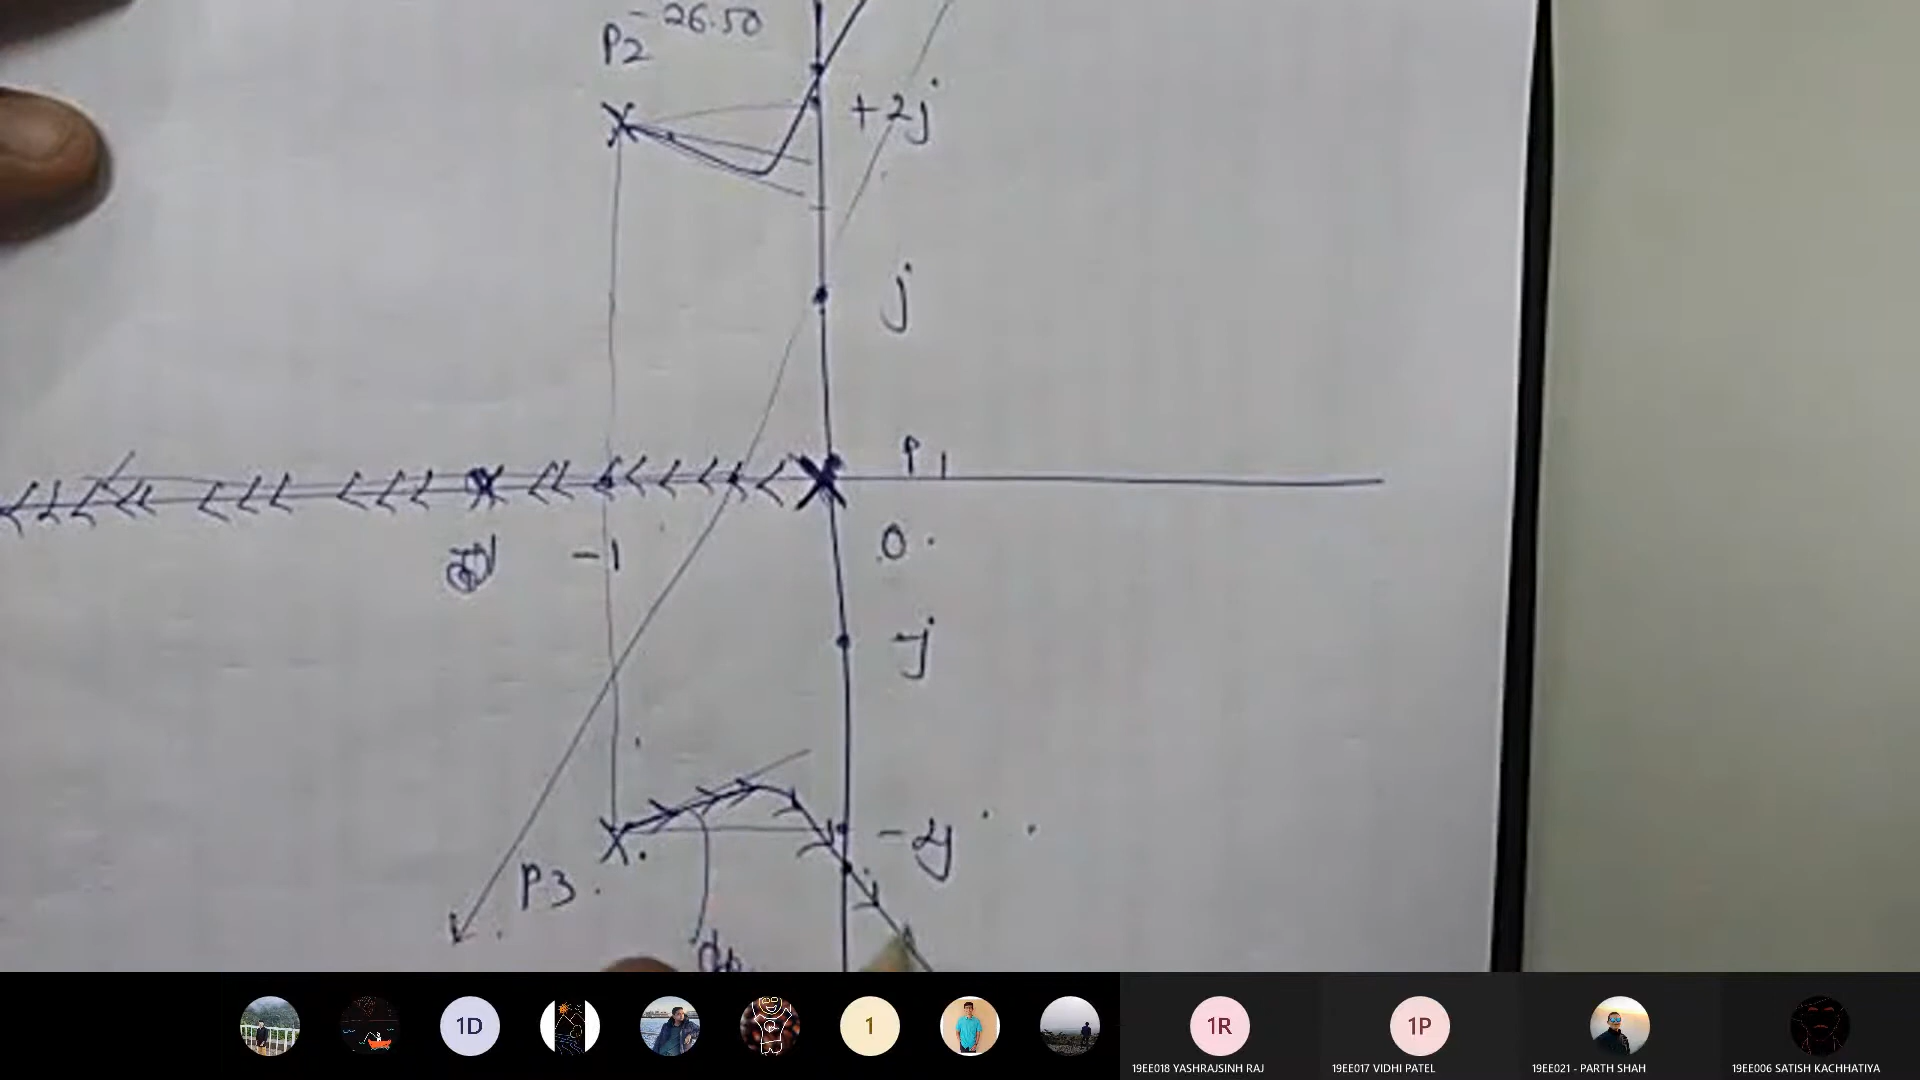 -26.50
P2
+2j
j
P1
-1
0.
-j
-2j
P3.
1D
1
1R
1P
19EE018 YASHRAJSINH RAJ
19EE017 VIDHI PATEL
19EE021 - PARTH SHAH
19EE006 SATISH KACHHATIYA